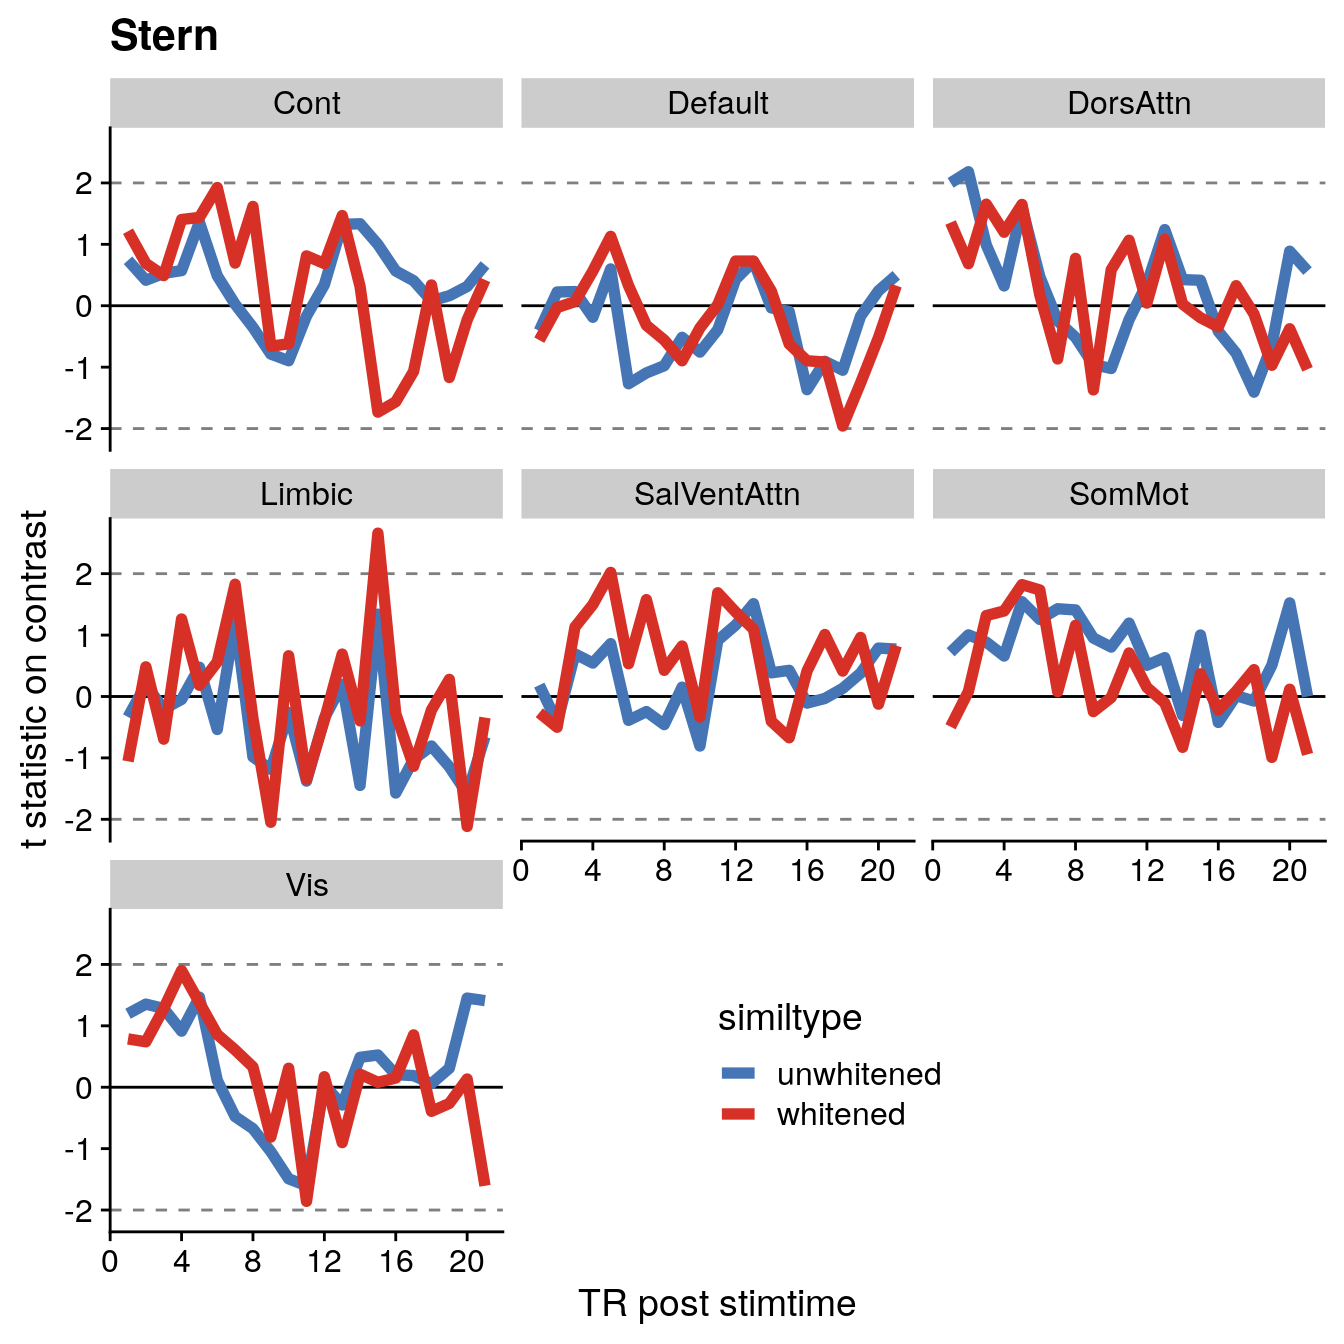 Stern
Cont Default DorsAttn
2
1
0
-1
-2
Limbic SalVentAttn SomMot
2
1
0
-1
-2
0 4 8 12 16 20 0 4 8 12 16 20
Vis
2
1
0
-1
-2
0 4 8 12 16 20
similtype
unwhitened
whitened
t statistic on contrast
TR post stimtime